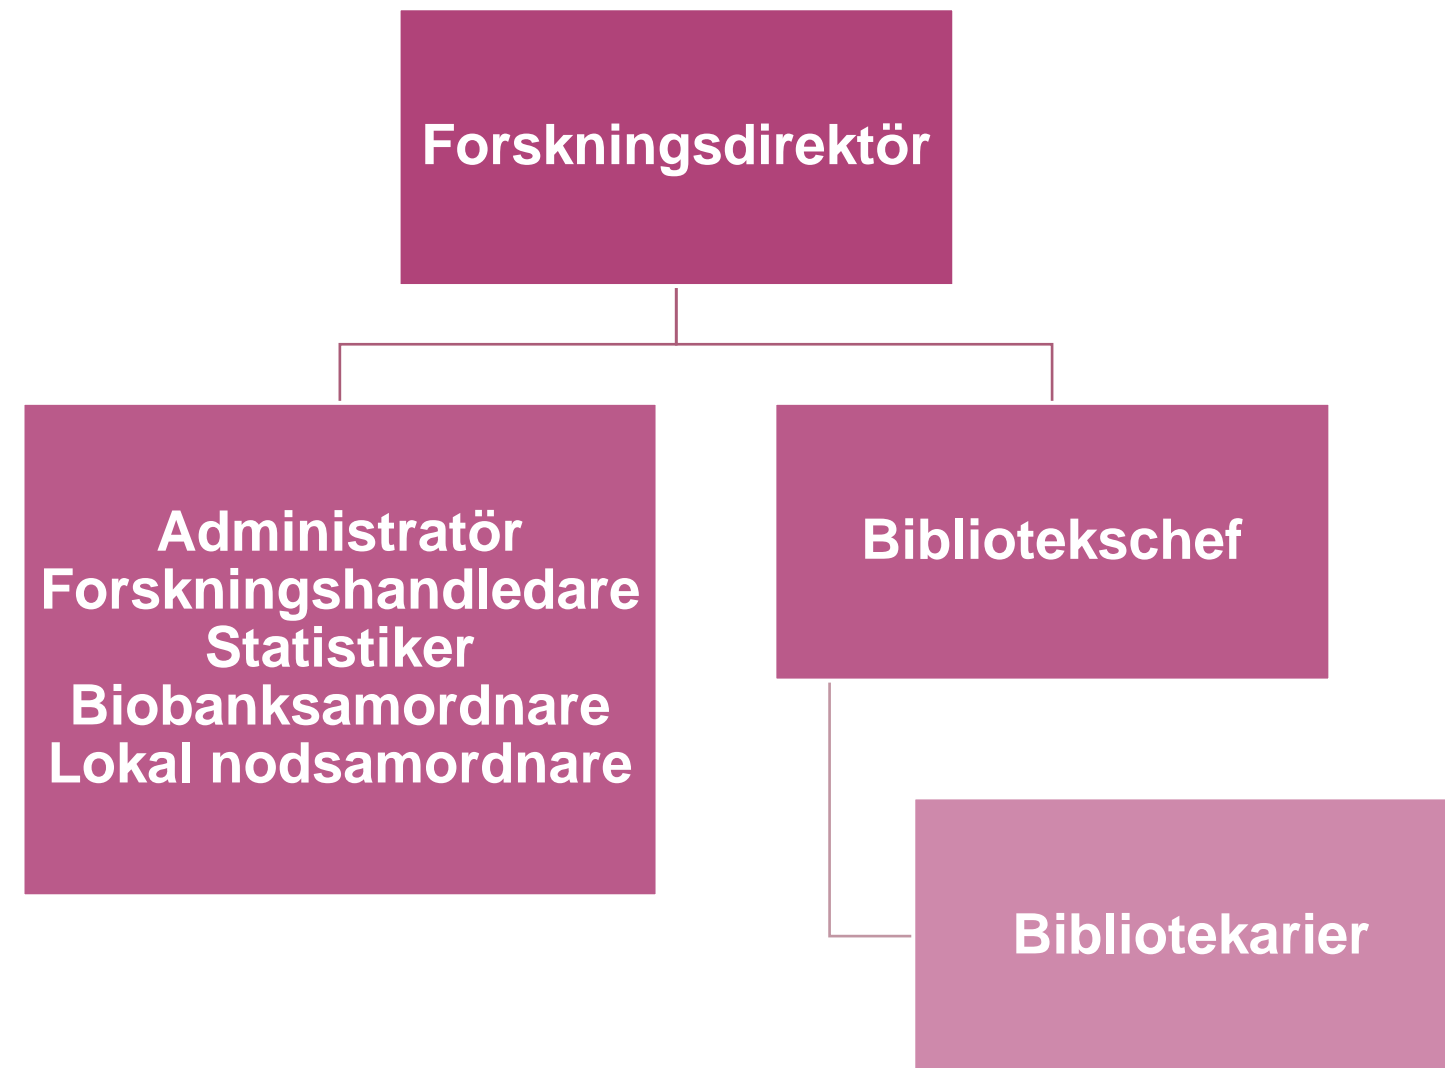 Forskningsdirektör
Administratör
Forskningshandledare
Statistiker
Biobanksamordnare
Lokal nodsamordnare
Bibliotekschef
Bibliotekarier